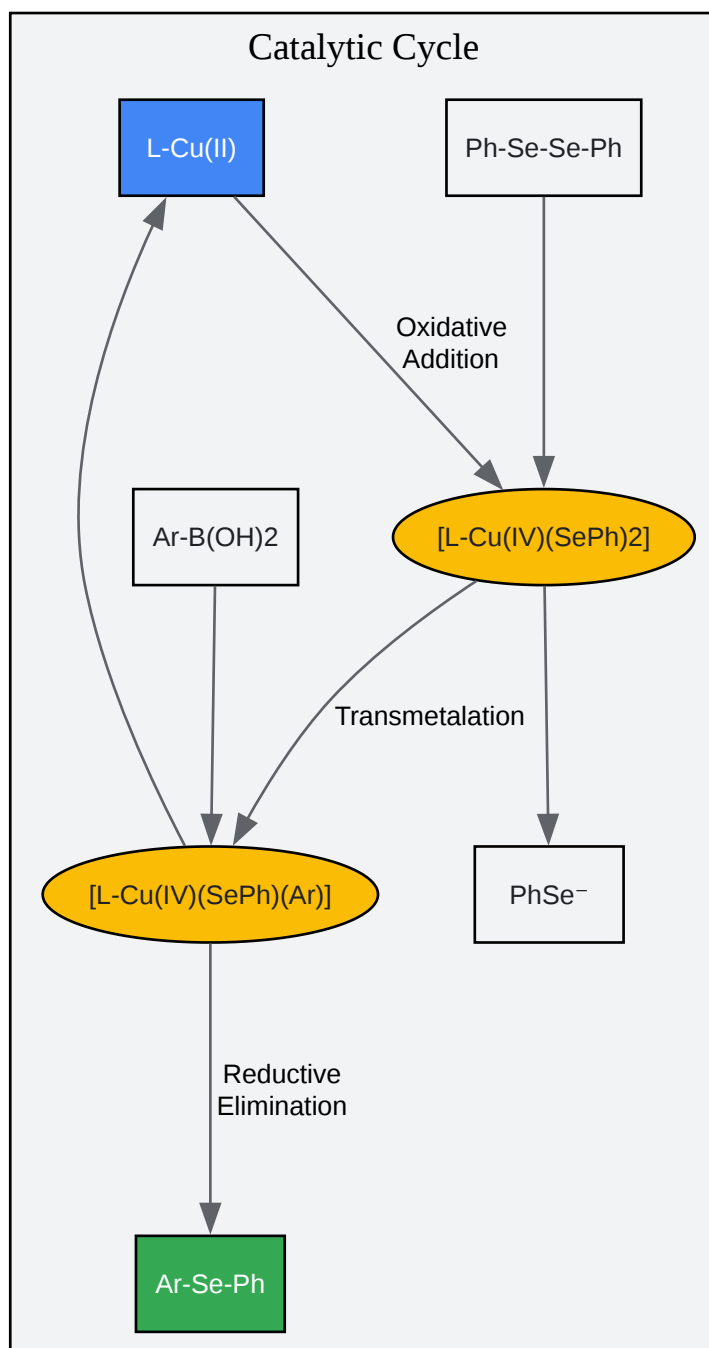 Catalytic Cycle
L-Cu(II)
Ph-Se-Se-Ph
Oxidative
Addition
Ar-B(OH)2
[L-Cu(IV)(SePh)2]
Transmetalation
[L-Cu(IV)(SePh)(Ar)]
PhSe⁻
Reductive
Elimination
Ar-Se-Ph